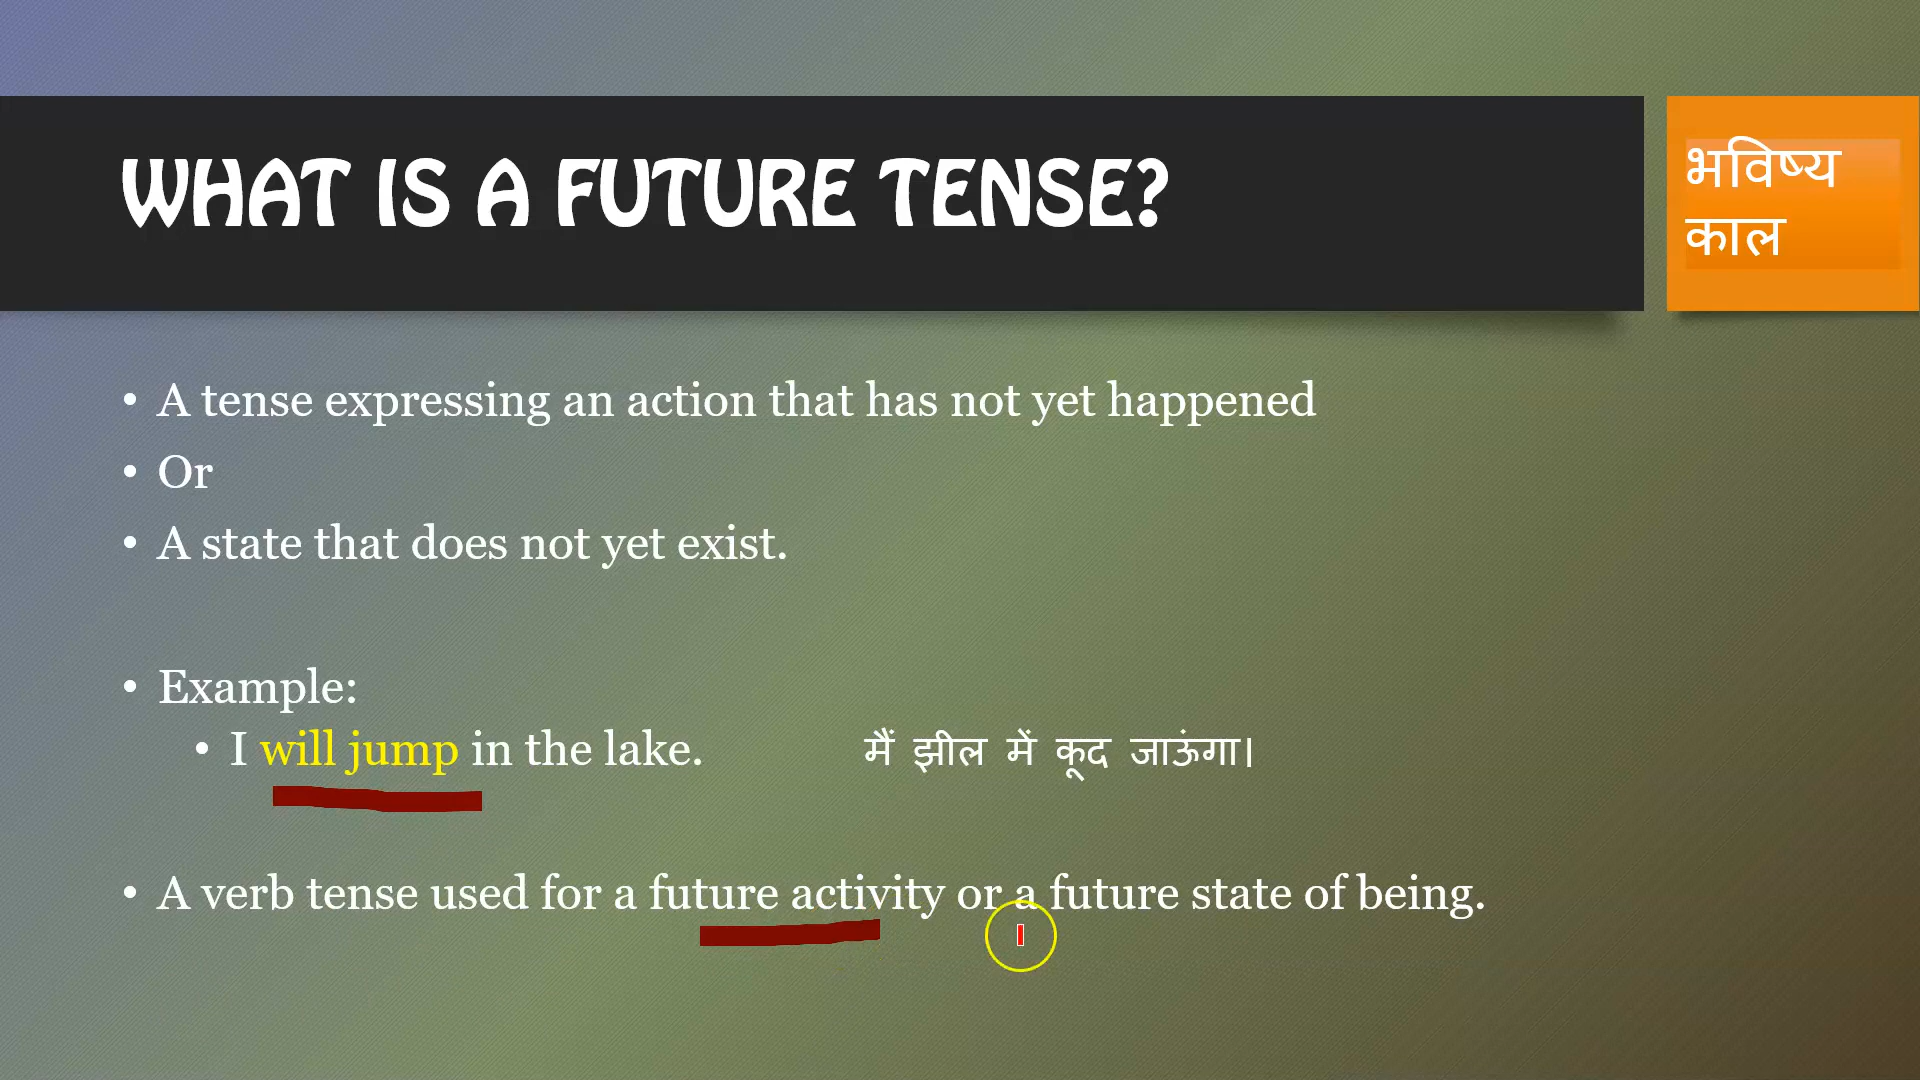 WHAT IS A FUTURE TENSE?
भविष्य
काल
• A tense expressing an action that has not yet happened
• Or
• A state that does not yet exist.
• Example:
• I will jump in the lake. मैं झील में कूद जाऊंगा।
• A verb tense used for a future activity or a future state of being.